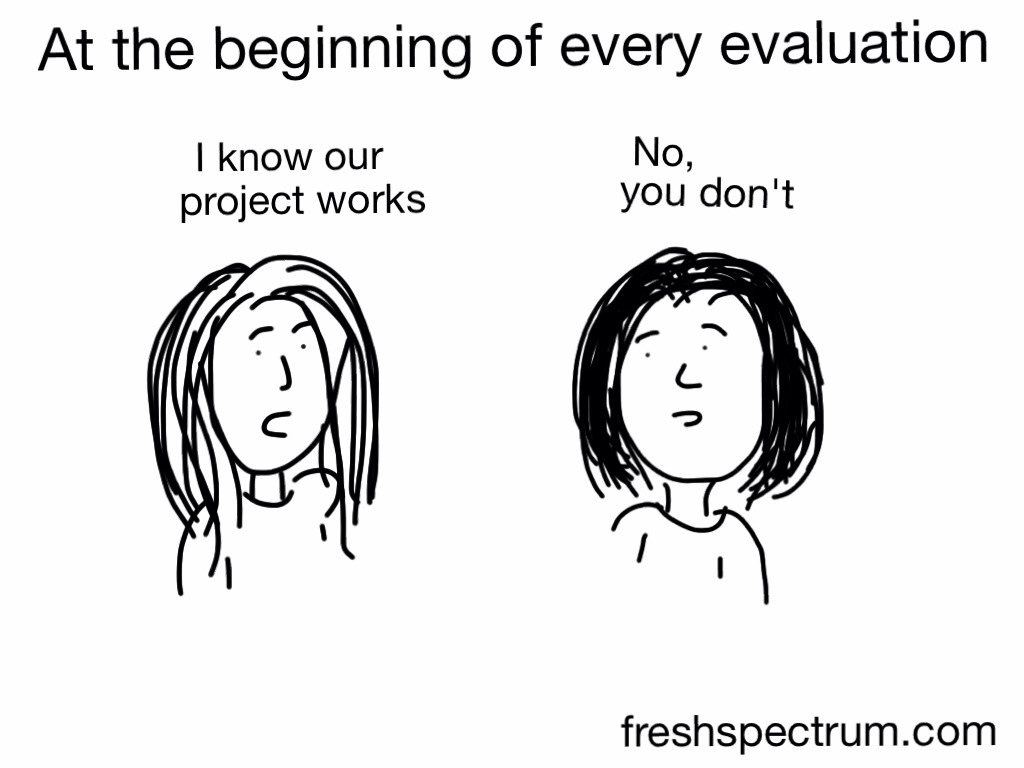 At the beginning of every evaluation
I know our
project works
No,
you don't
freshspectrum.com